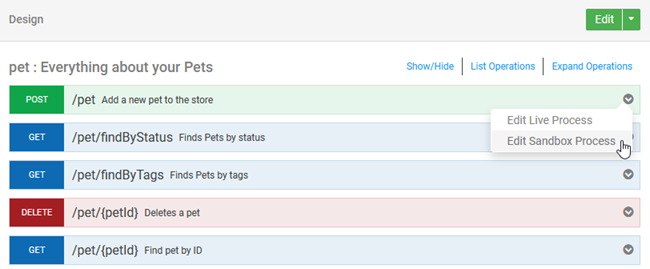 Design
Edit
pet : Everything about your Pets
Show/Hide List Operations Expand Operations
POST /pet Add a new pet to the store
Edit Live Process
GET /pet/findByStatus Finds Pets by status
Edit Sandbox Process
GET /pet/findByTags Finds Pets by tags
DELETE /pet/{petId} Deletes a pet
GET /pet/{petId} Find pet by ID